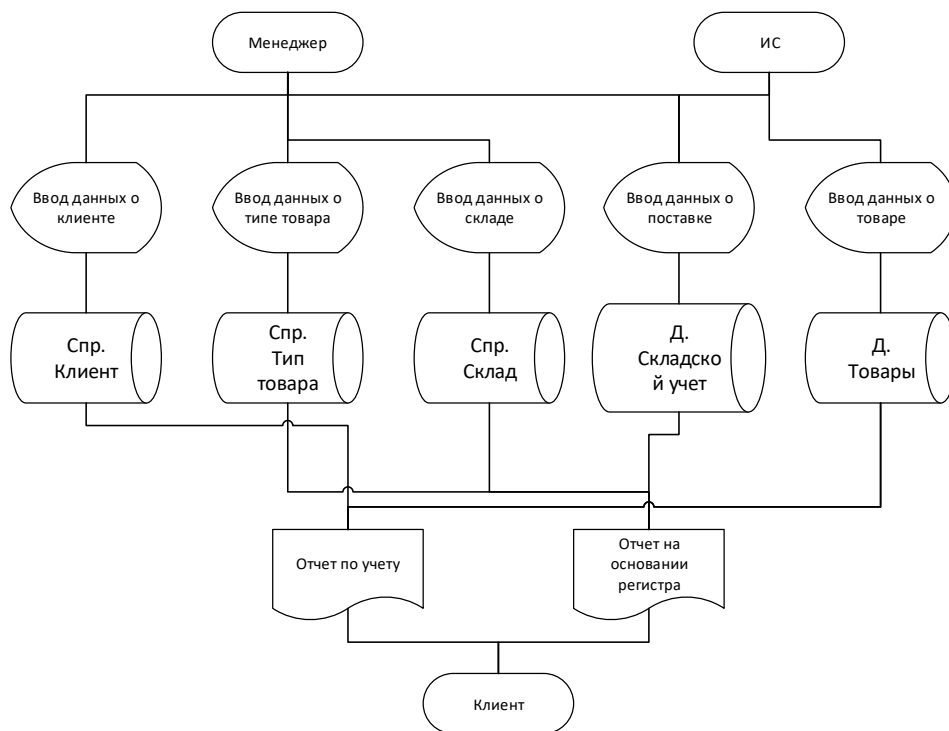 Менеджер
ИС
Ввод данных о
клиенте
Ввод данных о
типе товара
Ввод данных о
складе
Ввод данных о
поставке
Ввод данных о
товаре
Спр.
Клиент
Спр.
Тип
товара
Спр.
Склад
Д.
Складско
й учет
Д.
Товары
Отчет по учету
Отчет на
основании
регистра
Клиент